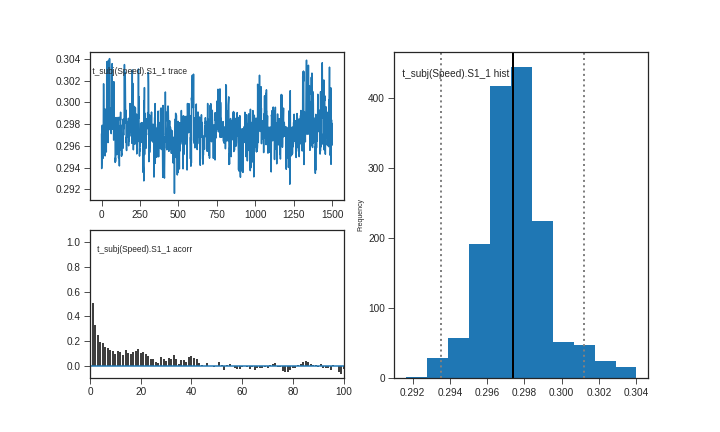 0.304
0.302
0.300
0.298
0.296
0.294
0.292
t_subj(Speed).S1_1 trace
0 250 500 750 1000 1250 1500
1.0
0.8
0.6
0.4
0.2
0.0
t_subj(Speed).S1_1 acorr
0 20 40 60 80 100
Frequency
400
300
200
100
0
t_subj(Speed).S1_1 hist
0.292 0.294 0.296 0.298 0.300 0.302 0.304